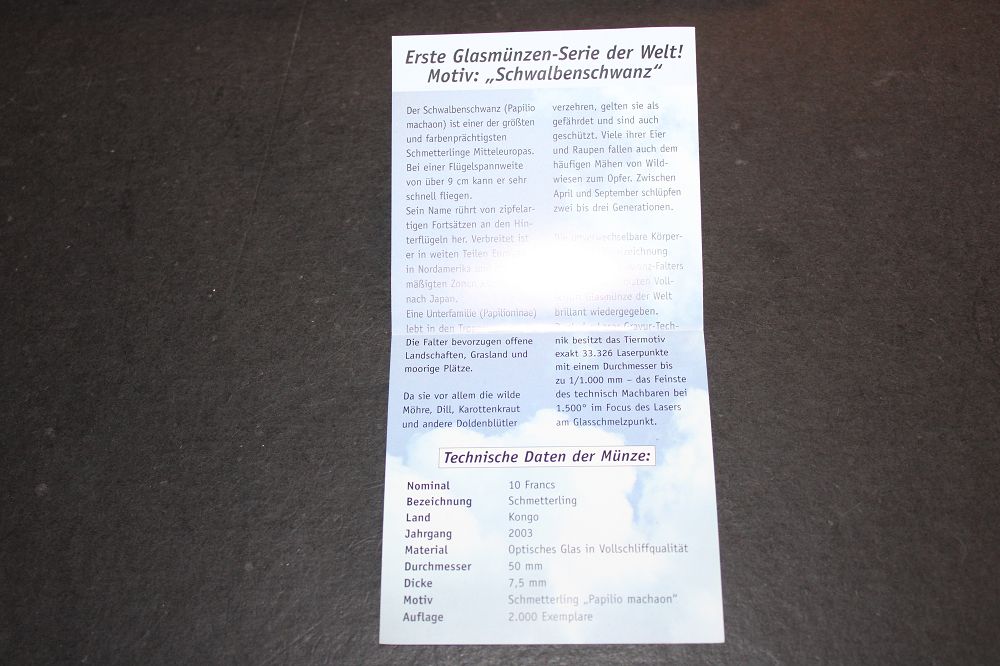 Erste Glasmünzen-Serie der Welt!
Motiv: „Schwalbenschwanz“
Der Schwalbenschwanz (Papilio
machaon) ist einer der größten
und farbenprächtigsten
Schmetterlinge Mitteleuropas.
Bei einer Flügelspannweite
von über 9 cm kann er sehr
schnell fliegen.
Sein Name rührt von zipfelar-
tigen Fortsätzen an den Hin-
terflügeln her. Verbreitet ist
er in weiten Teilen
in Nordamerika
mäßigten Zonen
nach Japan.
Eine Unterfamilie (Papilioninae)
lebt in den
Die Falter bevorzugen offene
Landschaften, Grasland und
moorige Plätze.
Da sie vor allem die wilde
Möhre, Dill, Karottenkraut
und andere Doldenblütler
verzehren, gelten sie als
gefährdet und sind auch
geschützt. Viele ihrer Eier
und Raupen fallen auch dem
häufigen Mähen von Wild-
wiesen zum Opfer. Zwischen
April und September schlüpfen
zwei bis drei Generationen.
Die unverwechselbare Körper-
Voll-
Glasmünze der Welt
brillant wiedergegeben.
Gravur-Tech-
nik besitzt das Tiermotiv
exakt 33.326 Laserpunkte
mit einem Durchmesser bis
zu 1/1.000 mm – das Feinste
des technisch Machbaren bei
1.500° im Focus des Lasers
am Glasschmelzpunkt.
Technische Daten der Münze:
Nominal 10 Francs
Bezeichnung Schmetterling
Land Kongo
Jahrgang 2003
Material Optisches Glas in Vollschliffqualität
Durchmesser 50 mm
Dicke 7,5 mm
Motiv Schmetterling „Papilio machaon“
Auflage 2.000 Exemplare